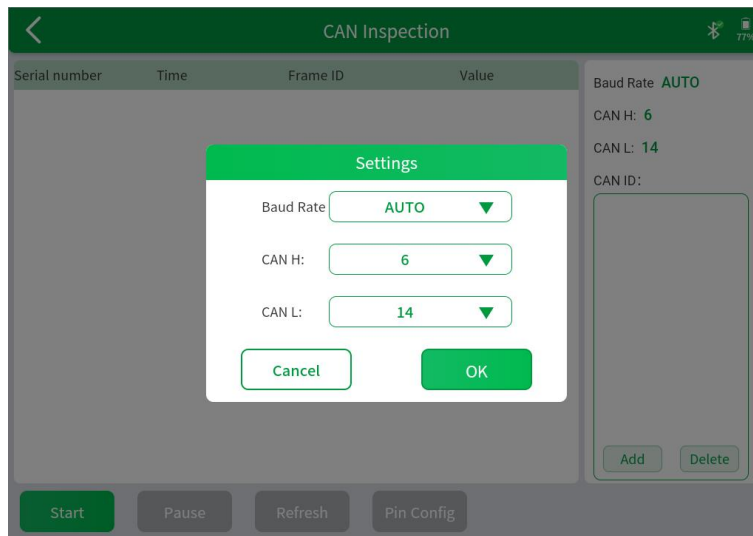 CAN Inspection
77%
Serial number Time Frame ID Value
Baud Rate AUTO
CAN H: 6
CAN L: 14
CAN ID:
Settings
Baud Rate AUTO
CAN H: 6
CAN L: 14
Cancel OK
Add Delete
Start Pause Refresh Pin Config